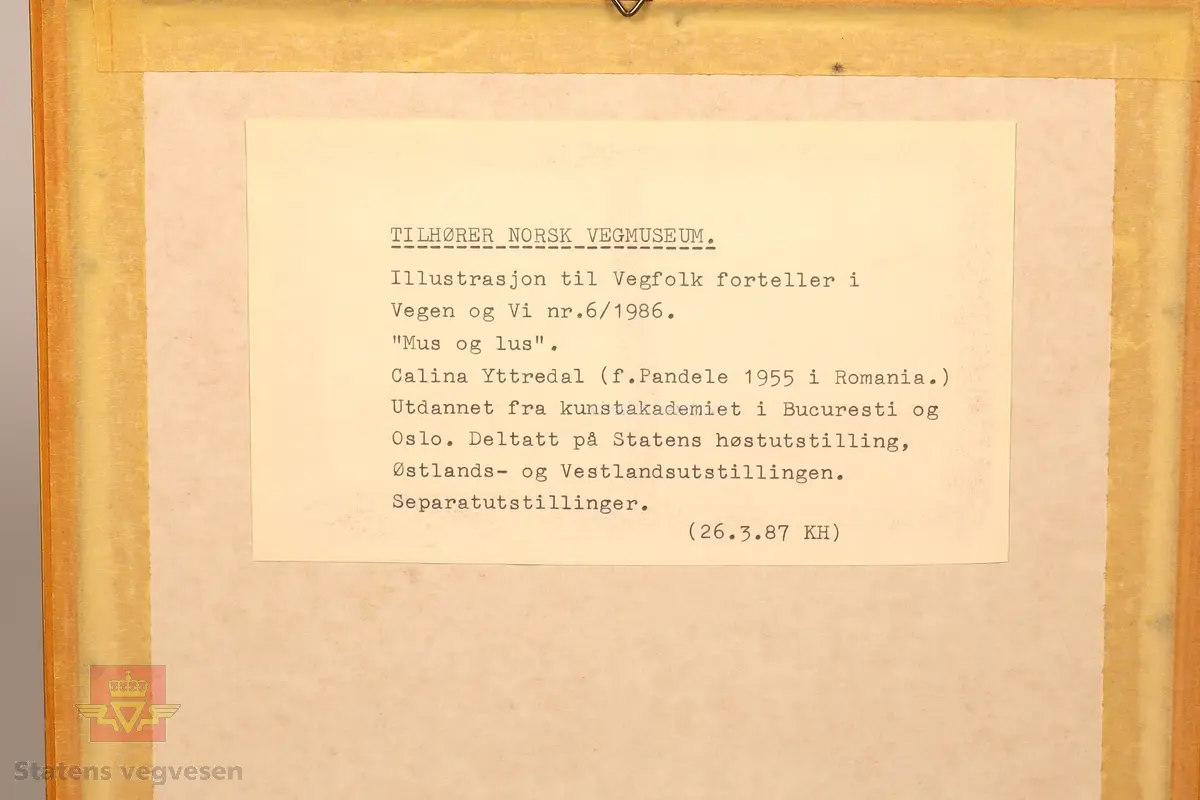 TILHØRER NORSK VEGMUSEUM.
Illustrasjon til Vegfolk forteller i
Vegen og Vi nr.6/1986.
"Mus og lus".
Calina Yttredal (f.Pandele 1955 i Romania.)
Utdannet fra kunstakademiet i Bucuresti og
Oslo. Deltatt på Statens høstutstilling,
Østlands- og Vestlandsutstillingen.
Separatutstillinger.
(26.3.87 KH)
Statens vegvesen